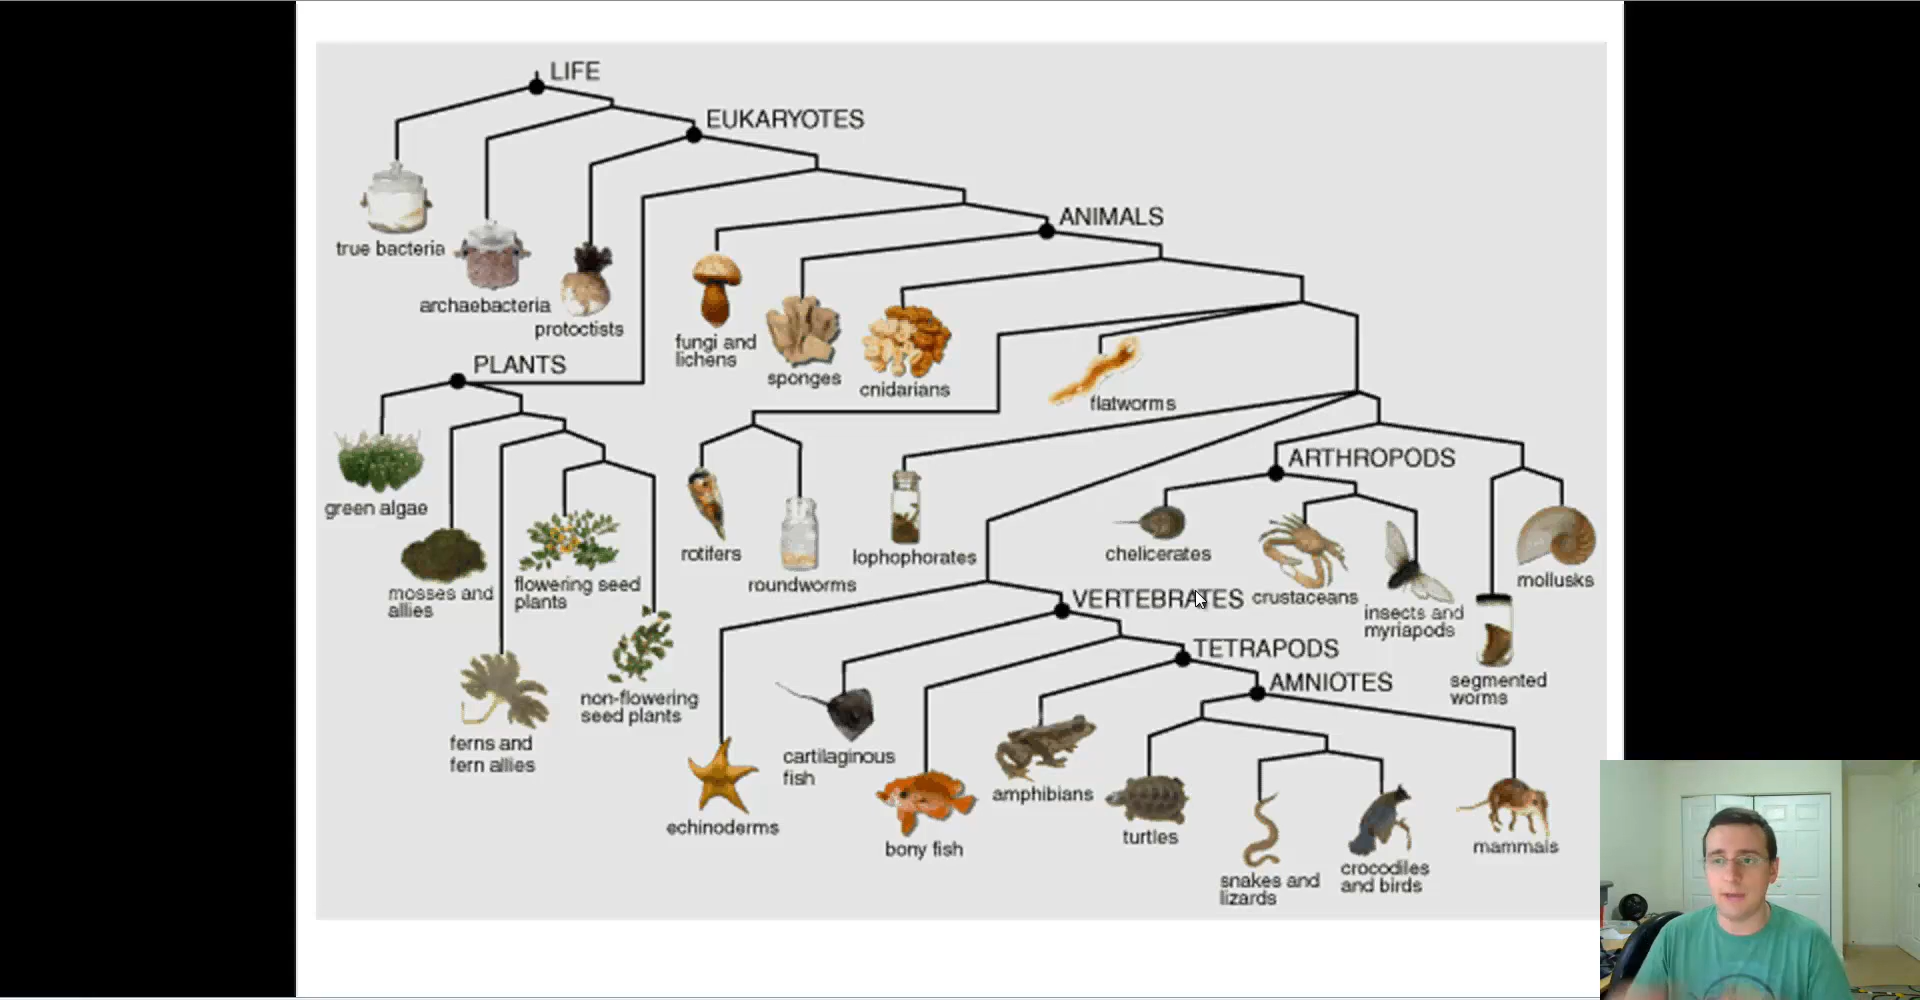 LIFE
EUKARYOTES
ANIMALS
true bacteria
archaebacteria
protoctists
fungi and
lichens
sponges
cnidarians
flatworms
PLANTS
green algae
mosses and
allies
flowering seed
plants
non-flowering
seed plants
ferns and
fern allies
rotifers
roundworms
lophophorates
ARTHROPODS
chelicerates
crustaceans
insects and
myriapods
mollusks
segmented
worms
VERTEBRATES
TETRAPODS
AMNIOTES
echinoderms
cartilaginous
fish
bony fish
amphibians
turtles
snakes and
lizards
crocodiles
and birds
mammals